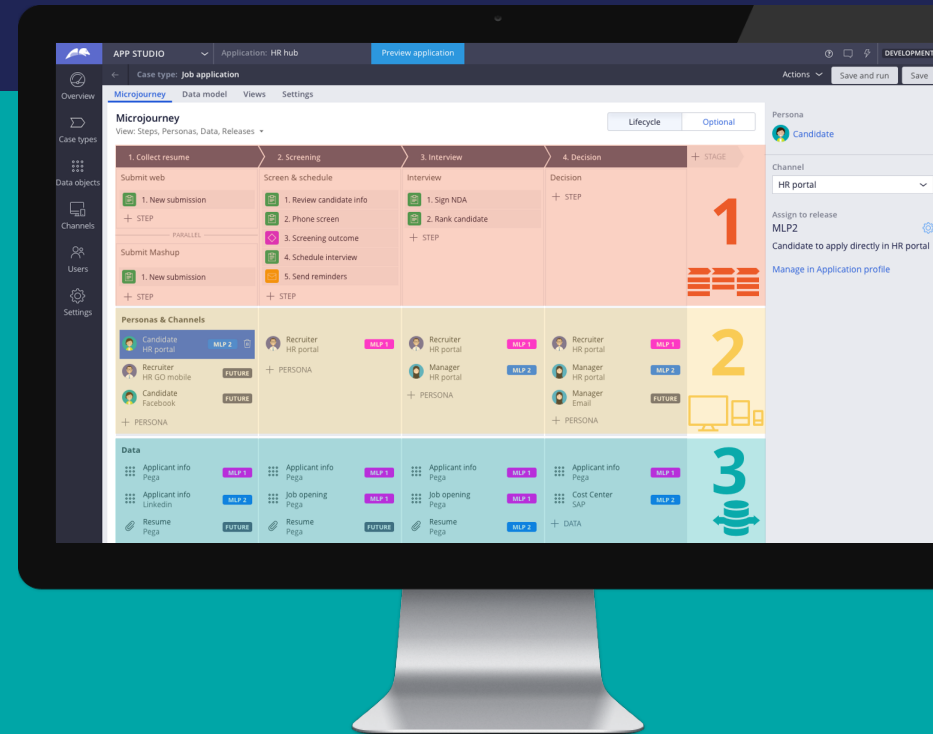 APP STUDIO
Application: HR hub
Preview application
DEVELOPMENT
Case type: Job application
Actions
Save and run
Save
Overview
Case types
Data objects
Channels
Users
Settings
Microjourney
Data model
Views
Settings
Microjourney
View: Steps, Personas, Data, Releases
Lifecycle
Optional
1. Collect resume
2. Screening
3. Interview
4. Decision
+ STAGE
Submit web
1. New submission
+ STEP
PARALLEL
Submit Mashup
1. New submission
+ STEP
Screen & schedule
1. Review candidate info
2. Phone screen
3. Screening outcome
4. Schedule interview
5. Send reminders
+ STEP
Interview
1. Sign NDA
2. Rank candidate
+ STEP
Decision
+ STEP
1
Personas & Channels
Candidate
HR portal
MLP 2
Recruiter
HR GO mobile
FUTURE
Candidate
Facebook
FUTURE
+ PERSONA
Recruiter
HR portal
MLP 1
+ PERSONA
Recruiter
HR portal
MLP 1
Manager
HR portal
MLP 2
+ PERSONA
Recruiter
HR portal
MLP 1
Manager
HR portal
MLP 2
Manager
Email
FUTURE
+ PERSONA
2
Data
Applicant info
Pega
MLP 1
Applicant info
Linkedin
MLP 2
Resume
Pega
FUTURE
Applicant info
Pega
MLP 1
Job opening
Pega
MLP 1
Resume
Pega
FUTURE
Applicant info
Pega
MLP 1
Job opening
Pega
MLP 1
Resume
Pega
MLP 2
Applicant info
Pega
MLP 1
Cost Center
SAP
MLP 2
+ DATA
3
Persona
Candidate
Channel
HR portal
Assign to release
MLP2
Candidate to apply directly in HR portal
Manage in Application profile